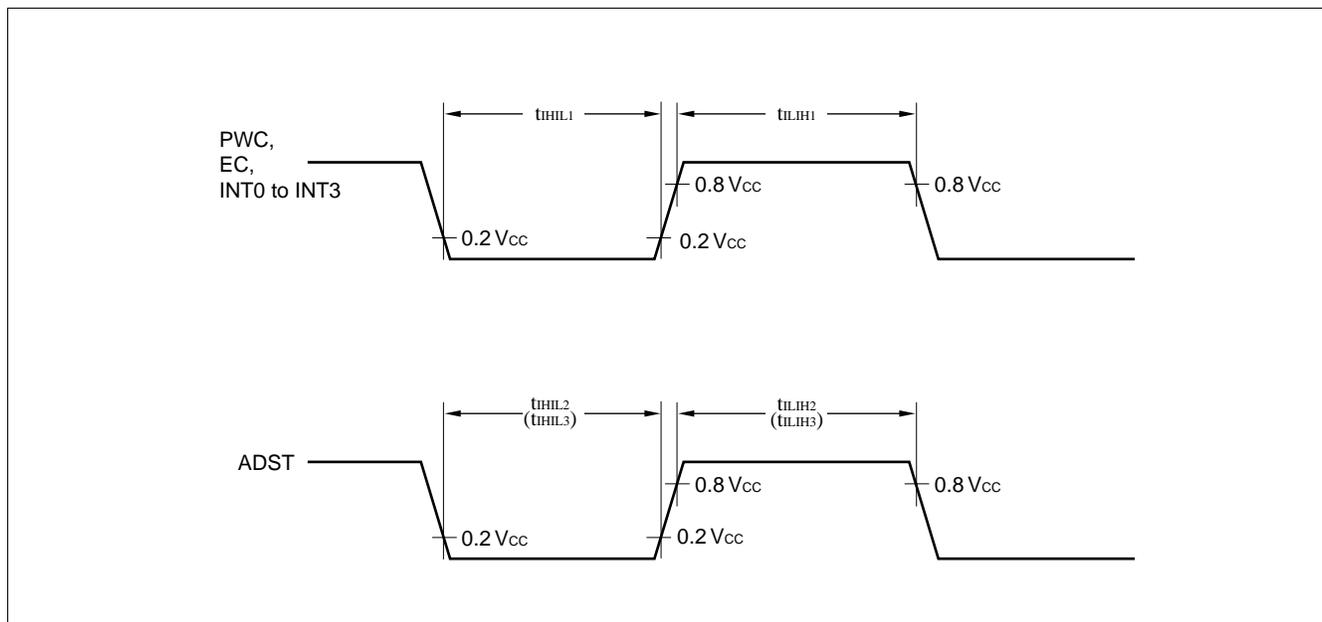 tIHIL1
tILIH1
PWC,
EC,
INT0 to INT3
0.8 VCC
0.8 VCC
0.2 VCC
0.2 VCC
tIHIL2
(tIHIL3)
tILIH2
(tILIH3)
ADST
0.8 VCC
0.8 VCC
0.2 VCC
0.2 VCC